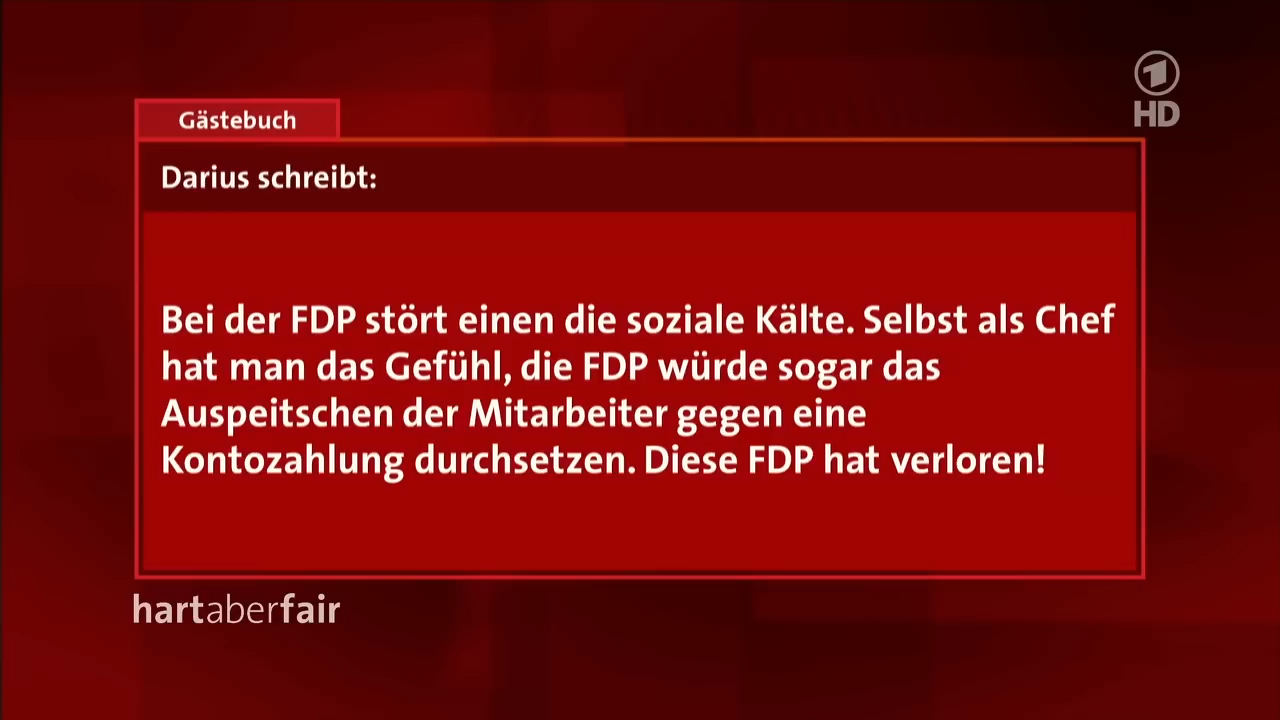 Gästebuch
1
HD
Darius schreibt:
Bei der FDP stört einen die soziale Kälte. Selbst als Chef
hat man das Gefühl, die FDP würde sogar das
Auspeitschen der Mitarbeiter gegen eine
Kontozahlung durchsetzen. Diese FDP hat verloren!
hartaberfair